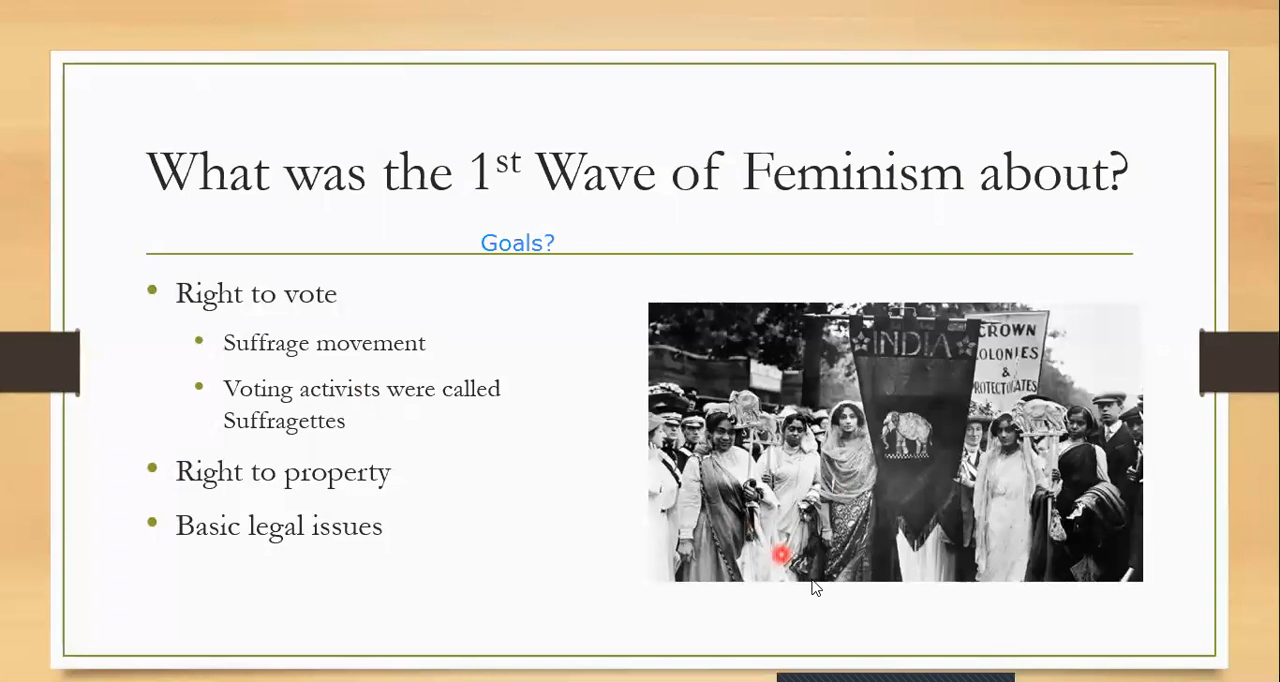 What was the 1st Wave of Feminism about?
Goals?
• Right to vote
• Suffrage movement
• Voting activists were called
Suffragettes
• Right to property
• Basic legal issues
INDIA
CROWN
COLONIES
&
PROTECTORATES